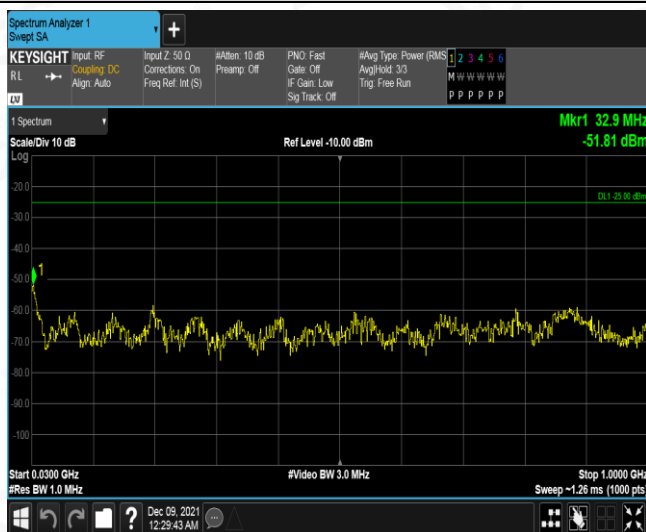 Spectrum Analyzer 1
Swept SA
+
KEYSIGHT
RL
LXI
Input: RF
Coupling: DC
Align: Auto
Input Z: 50 Ω
Corrections: On
Freq Ref: Int (S)
#Atten: 10 dB
Preamp: Off
PNO: Fast
Gate: Off
IF Gain: Low
Sig Track: Off
#Avg Type: Power (RMS
Avg|Hold: 3/3
Trig: Free Run
1 2 3 4 5 6
M W W W W W
P P P P P P
1 Spectrum
Mkr1 32.9 MHz
Scale/Div 10 dB
Ref Level -10.00 dBm
-51.81 dBm
Log
-20.0
DL1 -25.00 dBm
-30.0
-40.0
1
-50.0
-60.0
-70.0
-80.0
-90.0
-100
Start 0.0300 GHz
#Video BW 3.0 MHz
Stop 1.0000 GHz
#Res BW 1.0 MHz
Sweep ~1.26 ms (1000 pts)
?
Dec 09, 2021
12:29:43 AM